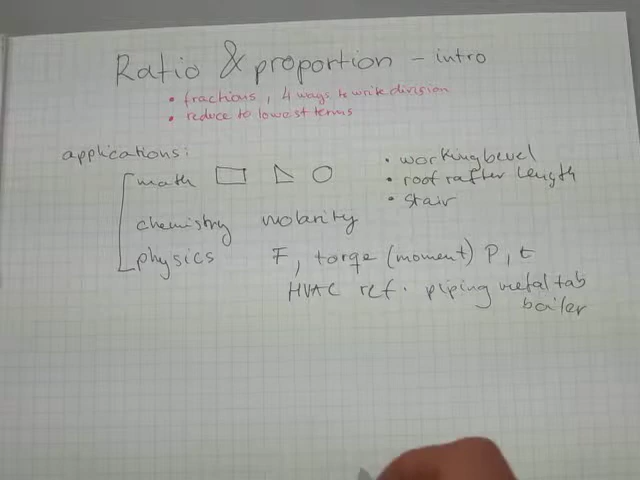 Ratio & proportion - intro
• fractions, 4 ways to write division
• reduce to lowest terms
applications:
math
• working bevel
• roof rafter length
• stair
chemistry molarity
physics F, torqe (moment) P, t
HVAC ref. piping metal tab
boiler